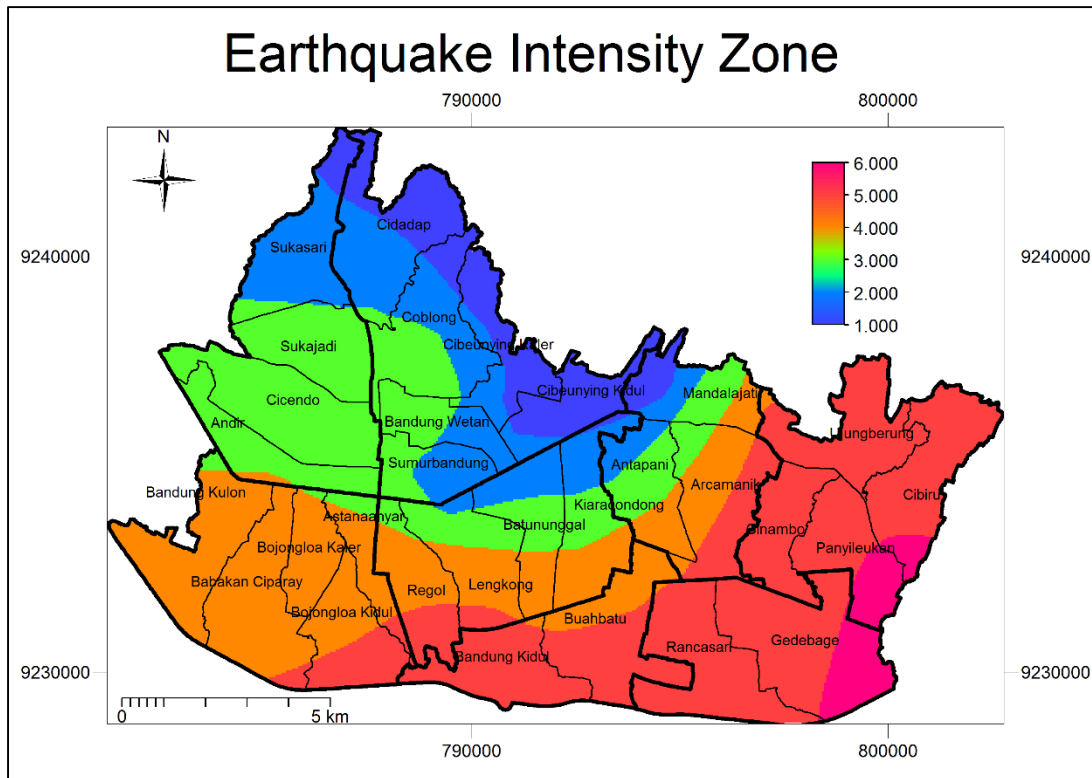 Earthquake Intensity Zone
790000
800000
N
6.000
5.000
4.000
3.000
2.000
1.000
9240000
9240000
Cidadap
Sukasari
Coblong
Sukajadi
Cibeunying Kaler
Cibeunying Kidul
Mandalajati
Cicendo
Andir
Bandung Wetan
Ujungberung
Sumurbandung
Antapani
Arcamanik
Cibiru
Bandung Kulon
Kiaracondong
Astanaanyar
Batununggal
Cinambo
Panyileukan
Bojongloa Kaler
Babakan Ciparay
Regol
Lengkong
Bojongloa Kidul
Buahbatu
Rancasari
Gedebage
Bandung Kidul
9230000
9230000
0
5 km
790000
800000